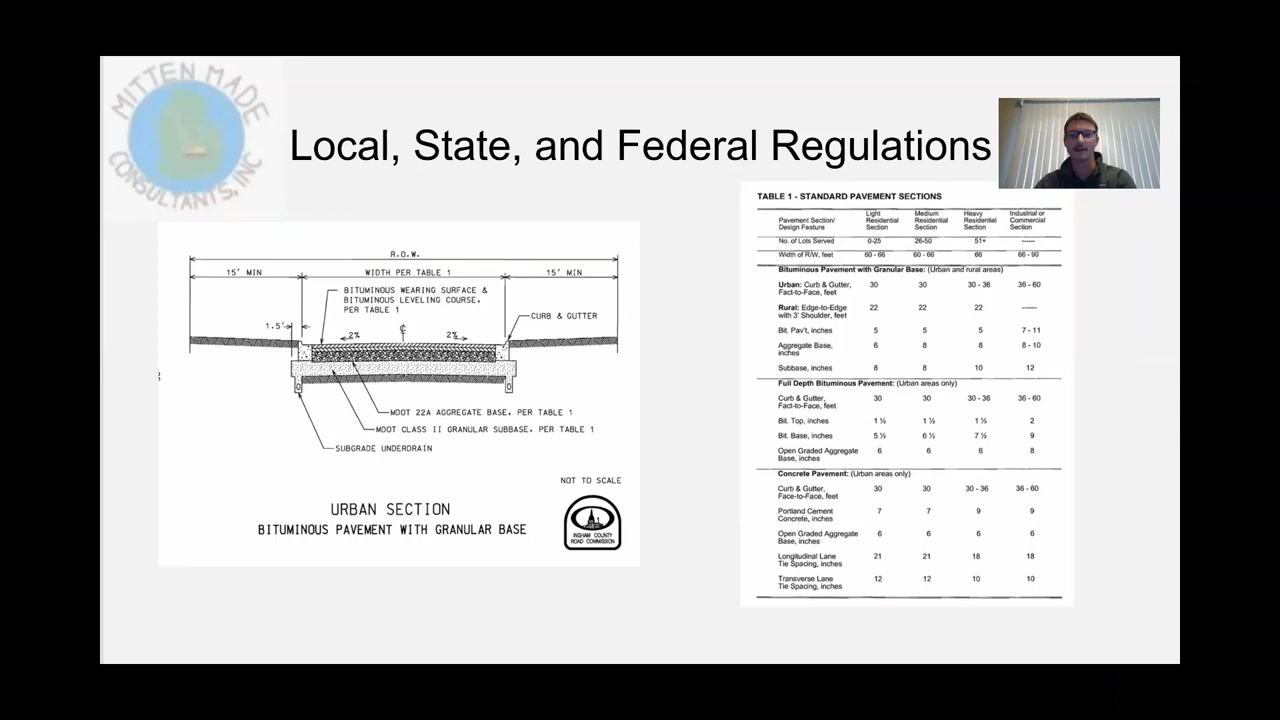 MITTEN MADE
CONSULTANTS, INC
Local, State, and Federal Regulations
R.O.W.
15' MIN
WIDTH PER TABLE 1
15' MIN
BITUMINOUS WEARING SURFACE &
BITUMINOUS LEVELING COURSE,
PER TABLE 1
CURB & GUTTER
1.5'
2%
2%
MDOT 22A AGGREGATE BASE, PER TABLE 1
MDOT CLASS II GRANULAR SUBBASE, PER TABLE 1
SUBGRADE UNDERDRAIN
NOT TO SCALE
URBAN SECTION
BITUMINOUS PAVEMENT WITH GRANULAR BASE
INGHAM COUNTY
ROAD COMMISSION
TABLE 1 - STANDARD PAVEMENT SECTIONS
Pavement Section/ Light Medium Heavy Industrial or
Design Feature Residential Residential Residential Commercial
Section Section Section Section
No. of Lots Served 0-25 26-50 51+ ------
Width of R/W, feet 60 - 66 60 - 66 66 66 - 90
Bituminous Pavement with Granular Base: (Urban and rural areas)
Urban: Curb & Gutter, 30 30 30 - 36 36 - 60
Fact-to-Face, feet
Rural: Edge-to-Edge 22 22 22 ------
with 3' Shoulder, feet
Bit. Pav't, inches 5 5 5 7 - 11
Aggregate Base, 6 8 8 8 - 10
inches
Subbase, inches 8 8 10 12
Full Depth Bituminous Pavement: (Urban areas only)
Curb & Gutter, 30 30 30 - 36 36 - 60
Fact-to-Face, feet
Bit. Top, inches 1 ½ 1 ½ 1 ½ 2
Bit. Base, inches 5 ½ 6 ½ 7 ½ 9
Open Graded Aggregate 6 6 6 8
Base, inches
Concrete Pavement: (Urban areas only)
Curb & Gutter, 30 30 30 - 36 36 - 60
Face-to-Face, feet
Portland Cement 7 7 9 9
Concrete, inches
Open Graded Aggregate 6 6 6 6
Base, inches
Longitudinal Lane 21 21 18 18
Tie Spacing, inches
Transverse Lane 12 12 10 10
Tie Spacing, inches